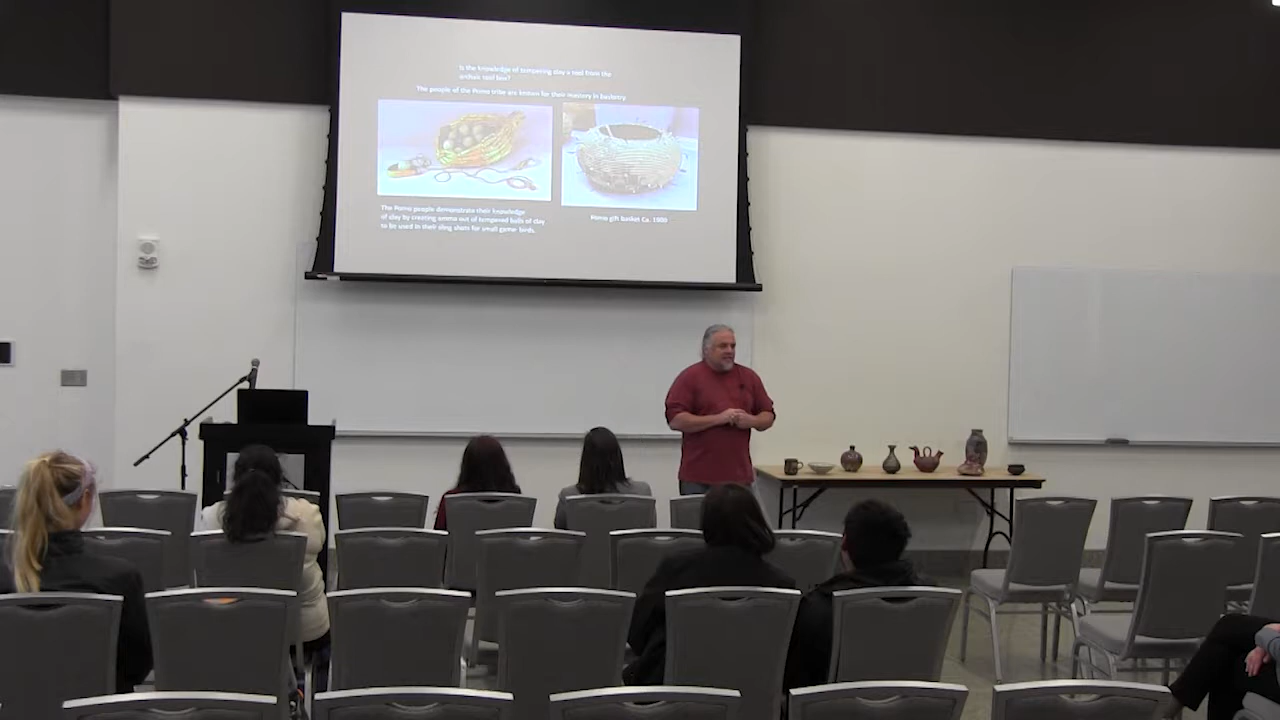 Is the knowledge of tempering clay a tool from the
archaic tool box?
The people of the Pomo tribe are known for their mastery in basketry.
The Pomo people demonstrate their knowledge
of clay by creating ammo out of tempered balls of clay
to be used in their sling shots for small game birds.
Pomo gift basket Ca. 1900